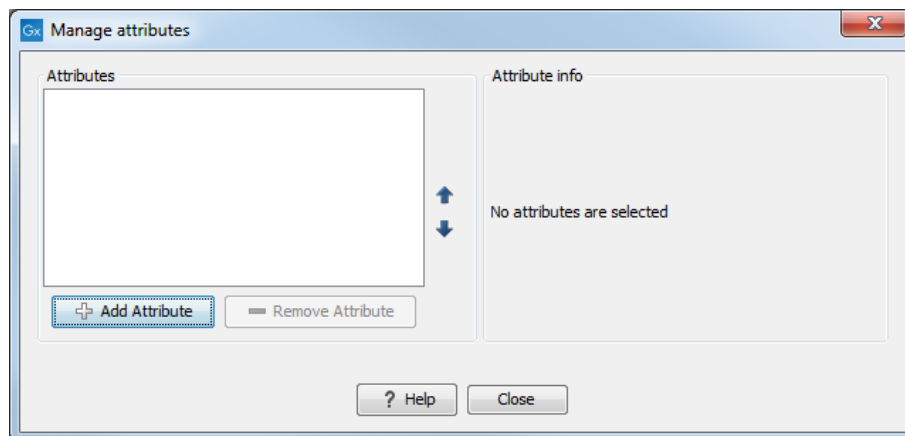 Gx Manage attributes
Attributes
Attribute info
No attributes are selected
Add Attribute
Remove Attribute
? Help
Close